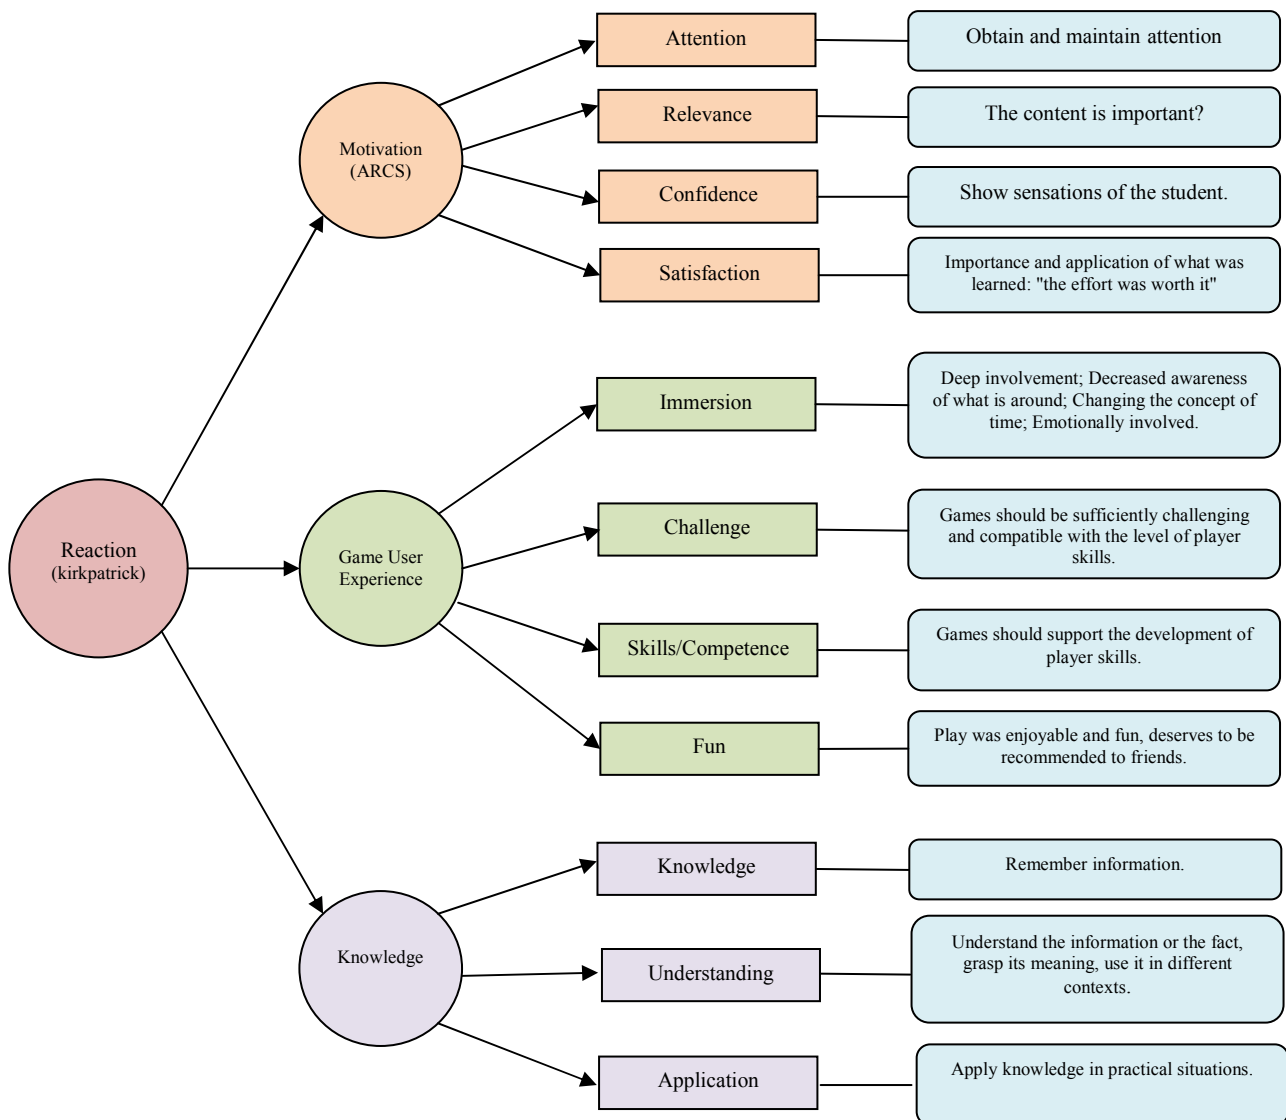 Attention
Obtain and maintain attention
Relevance
The content is important?
Motivation
(ARCS)
Confidence
Show sensations of the student.
Satisfaction
Importance and application of what was
learned: "the effort was worth it"
Immersion
Deep involvement; Decreased awareness
of what is around; Changing the concept of
time; Emotionally involved.
Reaction
(kirkpatrick)
Game User
Experience
Challenge
Games should be sufficiently challenging
and compatible with the level of player
skills.
Skills/Competence
Games should support the development of
player skills.
Fun
Play was enjoyable and fun, deserves to be
recommended to friends.
Knowledge
Knowledge
Remember information.
Understanding
Understand the information or the fact,
grasp its meaning, use it in different
contexts.
Application
Apply knowledge in practical situations.